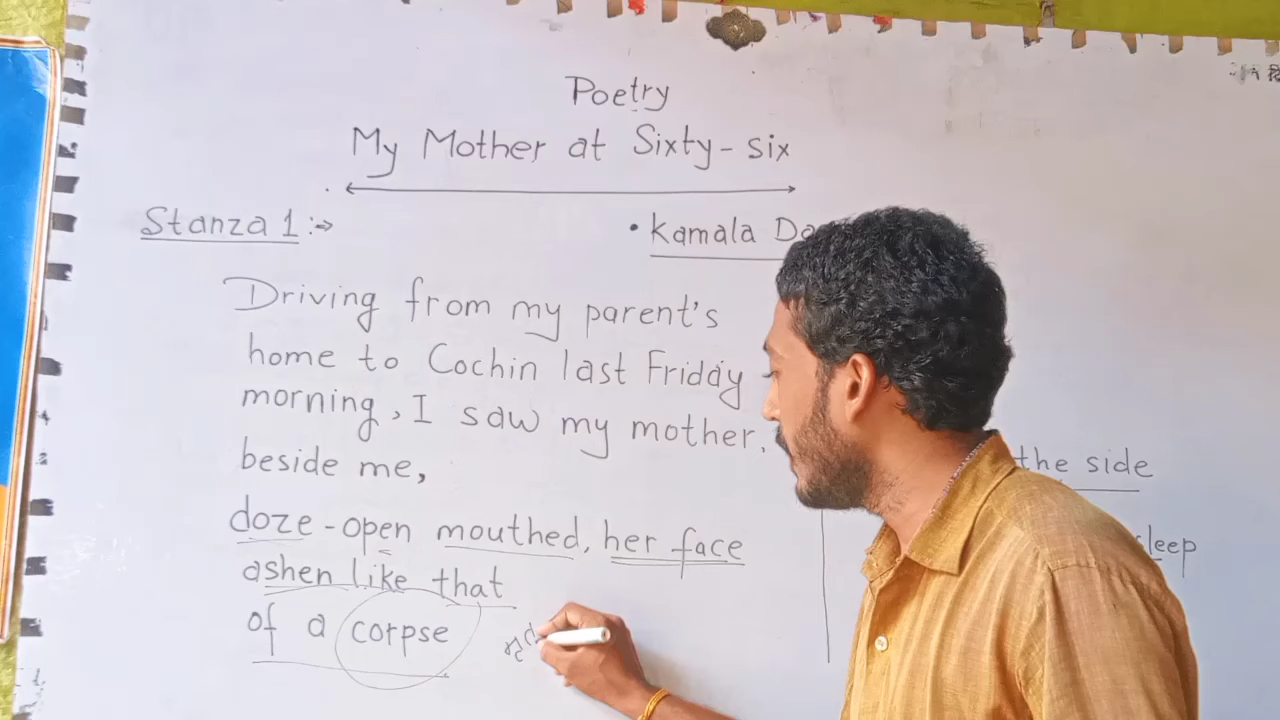 Poetry
My Mother at Sixty-six
Stanza 1:→
• Kamala Da
Driving from my parent's
home to Cochin last Friday
morning, I saw my mother,
beside me,
doze-open mouthed, her face
ashen like that
of a corpse
the side
sleep